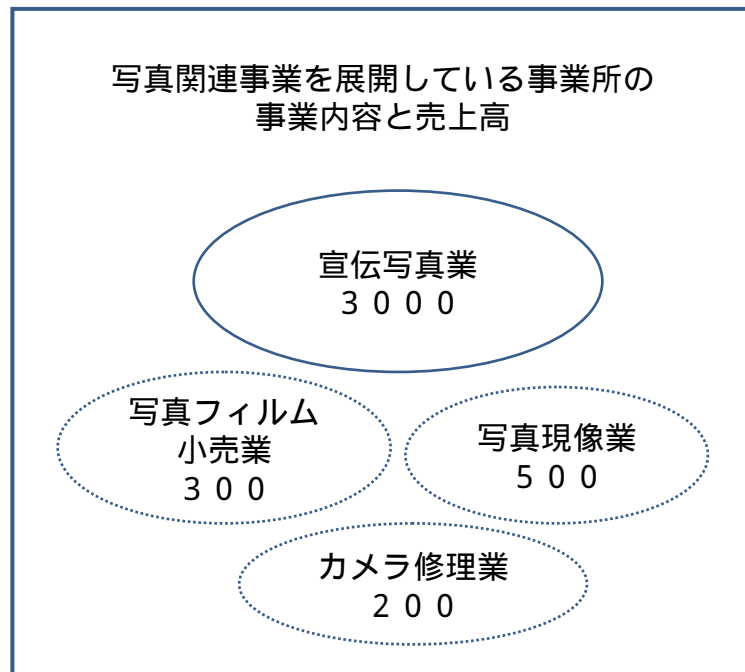 写真関連事業を展開している事業所の
事業内容と売上高
宣伝写真業
３０００
写真フィルム
小売業
３００
写真現像業
５００
カメラ修理業
２００